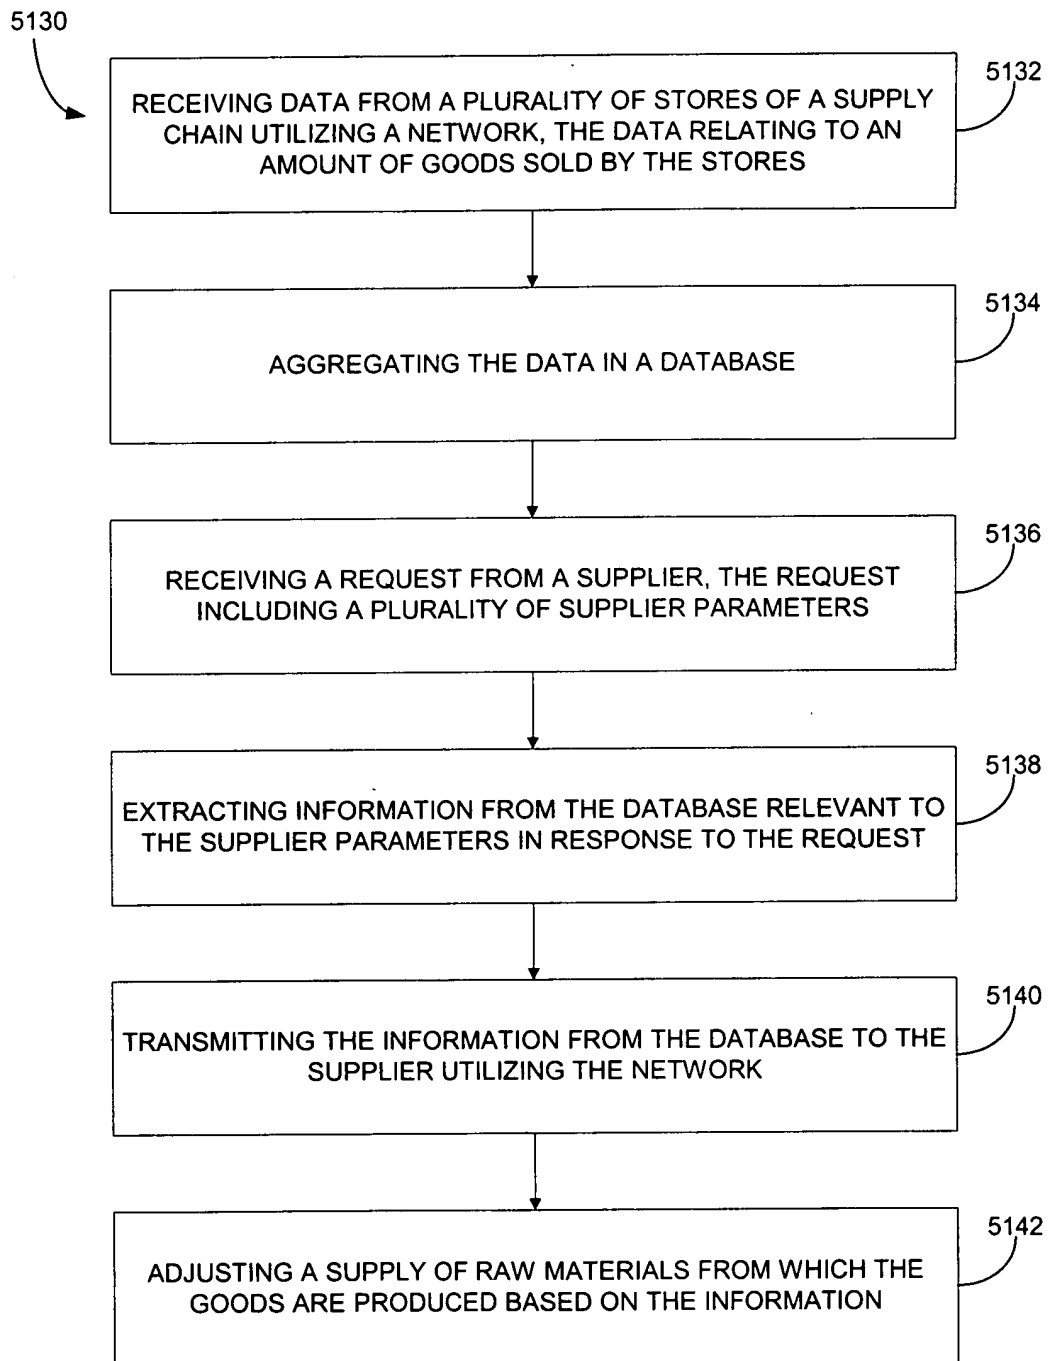 5130
5132
RECEIVING DATA FROM A PLURALITY OF STORES OF A SUPPLY
CHAIN UTILIZING A NETWORK, THE DATA RELATING TO AN
AMOUNT OF GOODS SOLD BY THE STORES
5134
AGGREGATING THE DATA IN A DATABASE
5136
RECEIVING A REQUEST FROM A SUPPLIER, THE REQUEST
INCLUDING A PLURALITY OF SUPPLIER PARAMETERS
5138
EXTRACTING INFORMATION FROM THE DATABASE RELEVANT TO
THE SUPPLIER PARAMETERS IN RESPONSE TO THE REQUEST
5140
TRANSMITTING THE INFORMATION FROM THE DATABASE TO THE
SUPPLIER UTILIZING THE NETWORK
5142
ADJUSTING A SUPPLY OF RAW MATERIALS FROM WHICH THE
GOODS ARE PRODUCED BASED ON THE INFORMATION